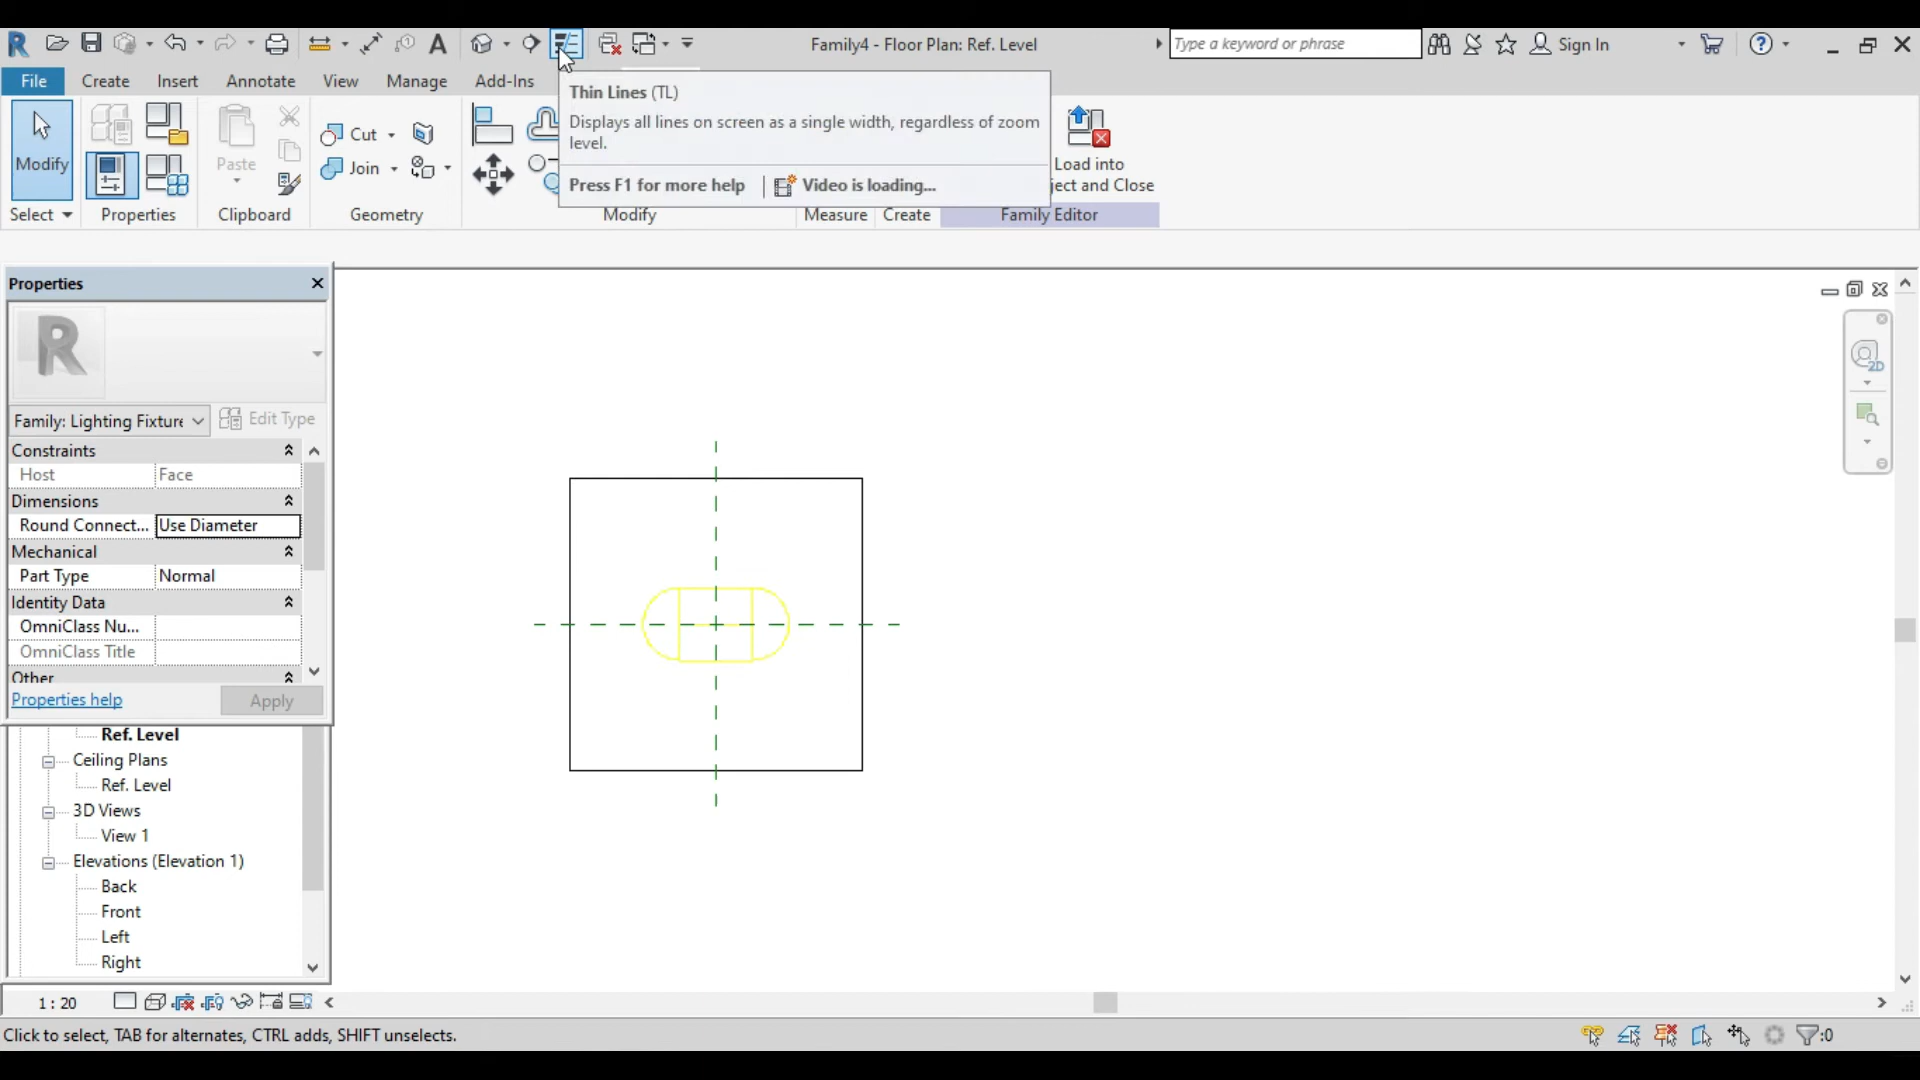 Family4 - Floor Plan: Ref. Level
Type a keyword or phrase
Sign In
File
Create
Insert
Annotate
View
Manage
Add-Ins
Thin Lines (TL)
Displays all lines on screen as a single width, regardless of zoom
level.
Press F1 for more help
Video is loading...
Modify
Cut
Join
Paste
Load into
ject and Close
Select
Properties
Clipboard
Geometry
Modify
Measure
Create
Family Editor
Properties
Family: Lighting Fixture
Edit Type
Constraints
Host Face
Dimensions
Round Connect... Use Diameter
Mechanical
Part Type Normal
Identity Data
OmniClass Nu...
OmniClass Title
Other
Properties help
Apply
Ref. Level
Ceiling Plans
Ref. Level
3D Views
View 1
Elevations (Elevation 1)
Back
Front
Left
Right
1 : 20
Click to select, TAB for alternates, CTRL adds, SHIFT unselects.
:0
2D